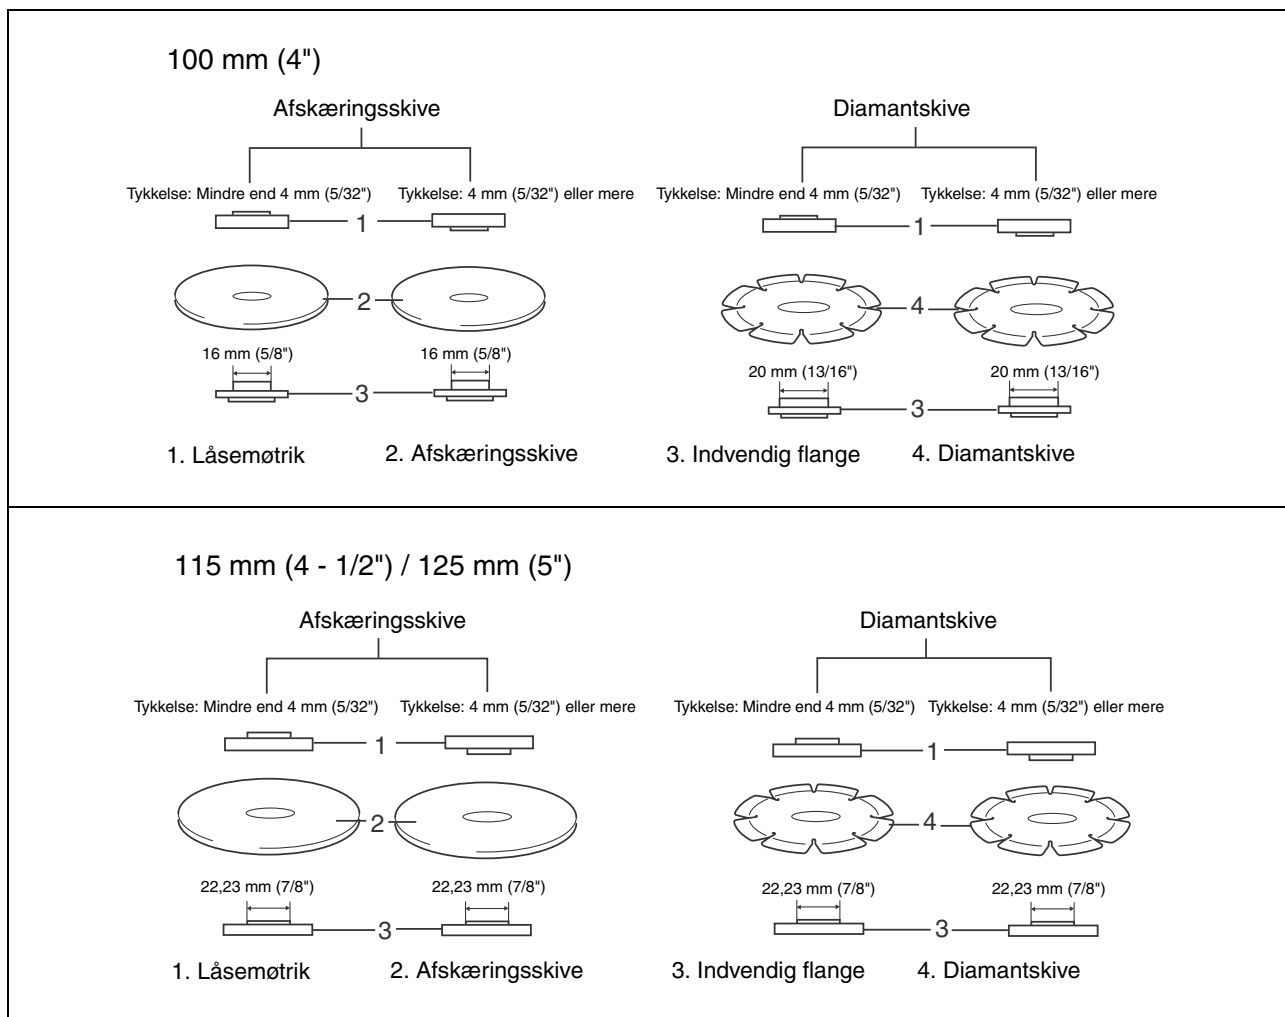 100 mm (4")
Afskæringsskive Diamantskive
Tykkelse: Mindre end 4 mm (5/32") Tykkelse: 4 mm (5/32") eller mere Tykkelse: Mindre end 4 mm (5/32") Tykkelse: 4 mm (5/32") eller mere
1 1
2 4
16 mm (5/8") 16 mm (5/8") 20 mm (13/16") 20 mm (13/16")
3 3
1. Låsemøtrik 2. Afskæringsskive 3. Indvendig flange 4. Diamantskive
115 mm (4 - 1/2") / 125 mm (5")
Afskæringsskive Diamantskive
Tykkelse: Mindre end 4 mm (5/32") Tykkelse: 4 mm (5/32") eller mere Tykkelse: Mindre end 4 mm (5/32") Tykkelse: 4 mm (5/32") eller mere
1 1
2 4
22,23 mm (7/8") 22,23 mm (7/8") 22,23 mm (7/8") 22,23 mm (7/8")
3 3
1. Låsemøtrik 2. Afskæringsskive 3. Indvendig flange 4. Diamantskive